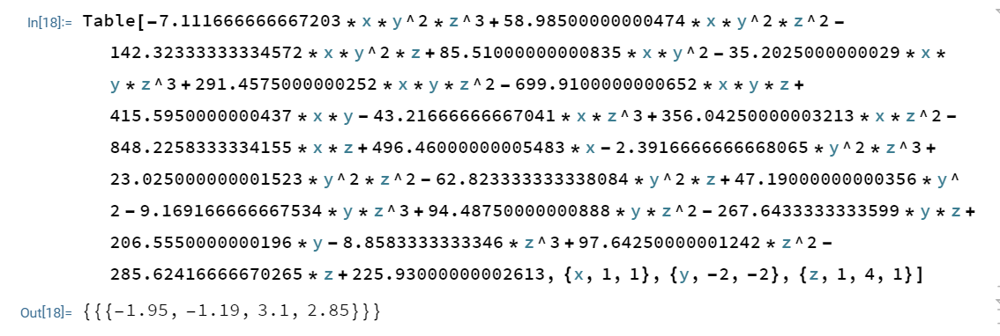 In[18]:= Table[-7.111666666667203 * x * y ^ 2 * z ^ 3 + 58.98500000000474 * x * y ^ 2 * z ^ 2 -
142.32333333334572 * x * y ^ 2 * z + 85.51000000000835 * x * y ^ 2 - 35.2025000000029 * x *
y * z ^ 3 + 291.4575000000252 * x * y * z ^ 2 - 699.9100000000652 * x * y * z +
415.5950000000437 * x * y - 43.21666666667041 * x * z ^ 3 + 356.04250000003213 * x * z ^ 2 -
848.2258333334155 * x * z + 496.46000000005483 * x - 2.3916666666668065 * y ^ 2 * z ^ 3 +
23.025000000001523 * y ^ 2 * z ^ 2 - 62.823333333338084 * y ^ 2 * z + 47.19000000000356 * y ^
2 - 9.169166666667534 * y * z ^ 3 + 94.48750000000888 * y * z ^ 2 - 267.6433333333599 * y * z +
206.5550000000196 * y - 8.8583333333346 * z ^ 3 + 97.64250000001242 * z ^ 2 -
285.62416666670265 * z + 225.93000000002613, {x, 1, 1}, {y, -2, -2}, {z, 1, 4, 1}]
Out[18]= {{{-1.95, -1.19, 3.1, 2.85}}}